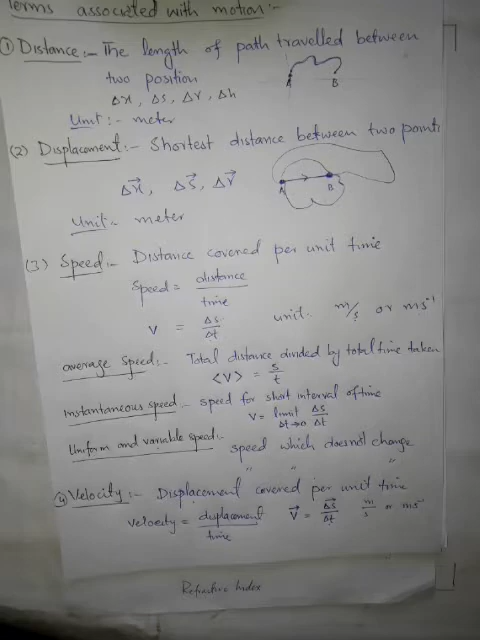 Terms associated with motion:-
(1) Distance:- The length of path travelled between
two position
Δx, Δs, Δr, Δh
A B
Unit:- meter
(2) Displacement:- Shortest distance between two points
Δx⃗, Δs⃗, Δr⃗
A B
Unit:- meter
(3) Speed:- Distance covered per unit time
Speed = distance / time
V = Δs / Δt unit: m/s or ms⁻¹
average speed:- Total distance divided by total time taken
<V> = s / t
instantaneous speed - speed for short interval of time
V = limit Δt→0 Δs / Δt
Uniform and variable speed:-
speed which doesnot change
" " "
(4) Velocity:- Displacement covered per unit time
velocity = displacement / time V⃗ = Δs⃗ / Δt m / s or ms⁻¹
Refractive Index